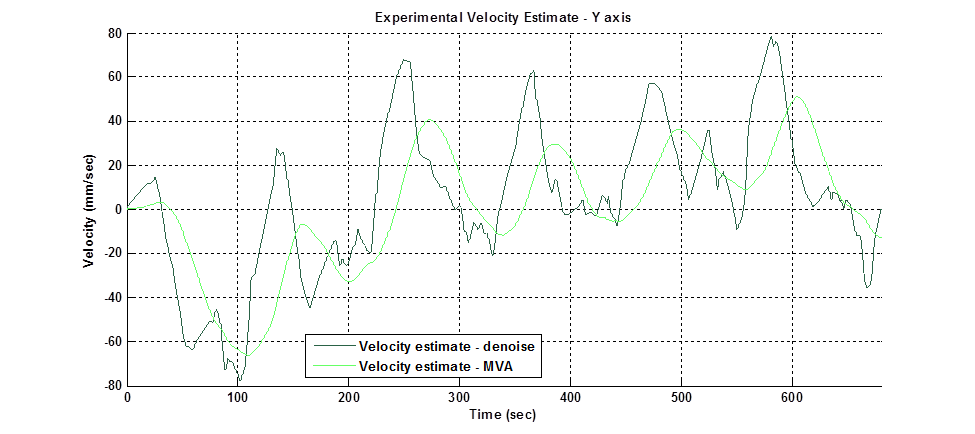 Experimental Velocity Estimate - Y axis
80
60
40
20
0
-20
-40
-60
-80
Velocity (mm/sec)
Velocity estimate - denoise
Velocity estimate - MVA
0 100 200 300 400 500 600
Time (sec)